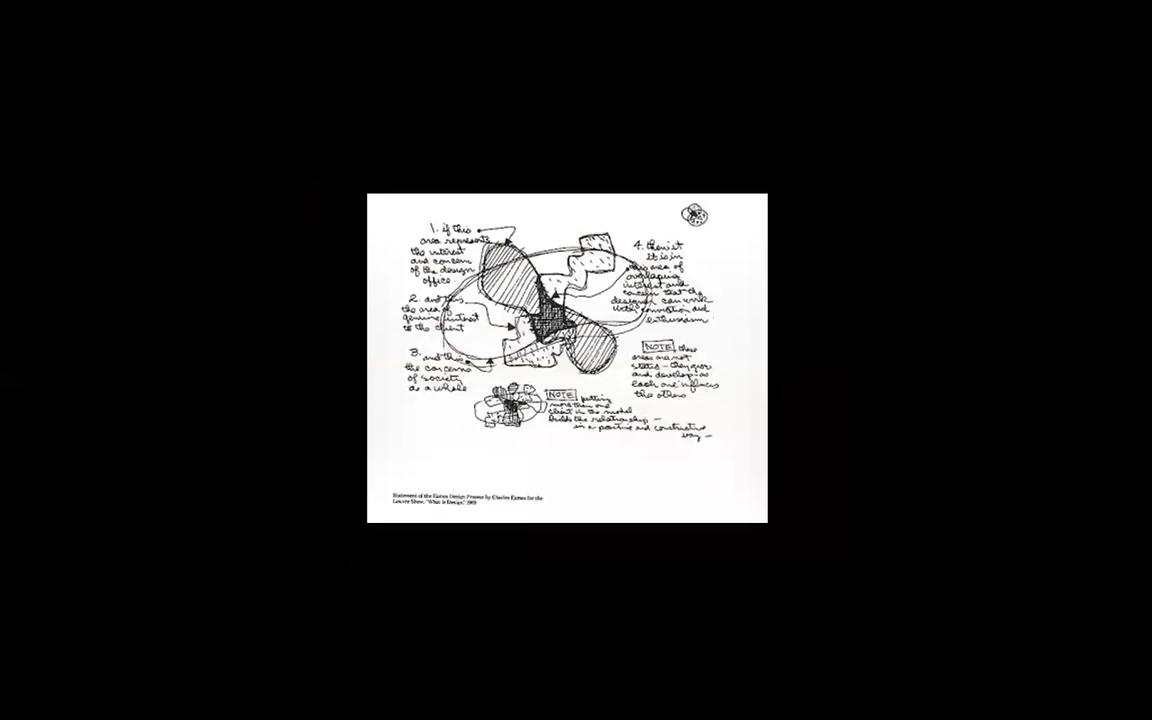 1. if this
area represents
the interest
and concern
of the design
office
2. and this
the area of
genuine interest
to the client
3. and this
the concerns
of society
as a whole
4. then it
it is in
this area of
overlapping
interest and
concern that the
designer can work
with conviction and
enthusiasm
NOTE these
areas are not
static – they grow
and develop – as
each one influences
the others
NOTE putting
more than one
client in the model
builds the relationship –
in a positive and constructive
way –
Statement of the Eames Design Process by Charles Eames for the
Louvre Show, "What is Design," 1969